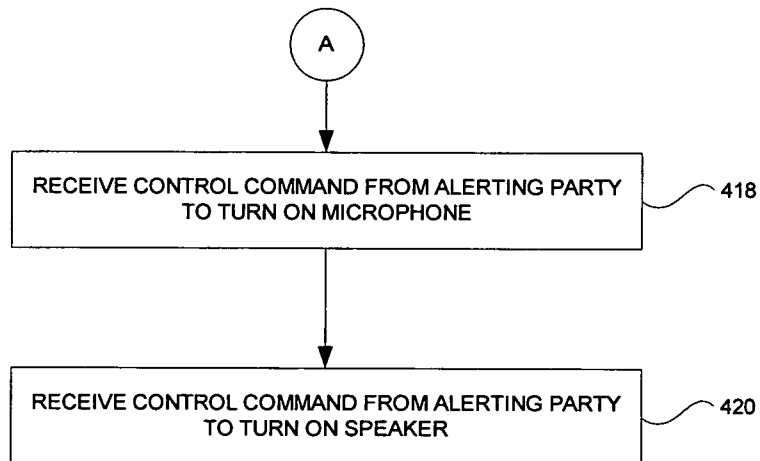 A
RECEIVE CONTROL COMMAND FROM ALERTING PARTY
TO TURN ON MICROPHONE
418
RECEIVE CONTROL COMMAND FROM ALERTING PARTY
TO TURN ON SPEAKER
420